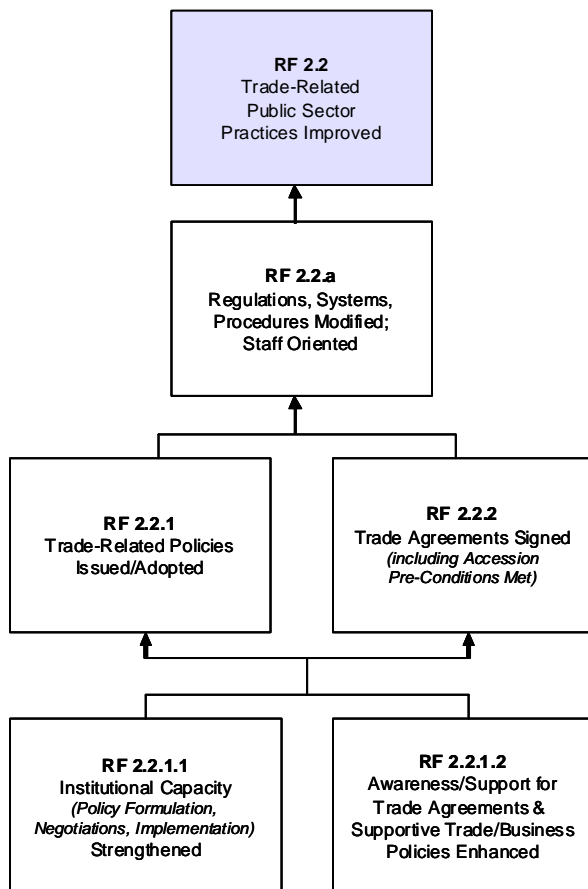 RF 2.2
Trade-Related
Public Sector
Practices Improved
RF 2.2.a
Regulations, Systems,
Procedures Modified;
Staff Oriented
RF 2.2.1
Trade-Related Policies
Issued/Adopted
RF 2.2.2
Trade Agreements Signed
(including Accession
Pre-Conditions Met)
RF 2.2.1.1
Institutional Capacity
(Policy Formulation,
Negotiations, Implementation)
Strengthened
RF 2.2.1.2
Awareness/Support for
Trade Agreements &
Supportive Trade/Business
Policies Enhanced